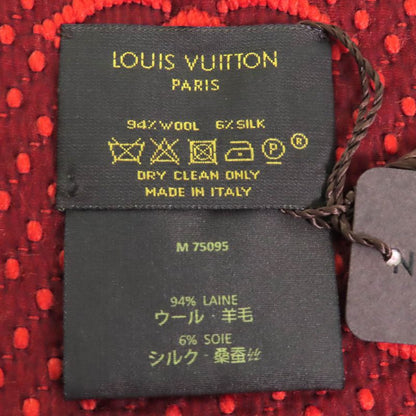 LOUIS VUITTON
PARIS
94% WOOL 6% SILK
P ®
DRY CLEAN ONLY
MADE IN ITALY
M 75095
94% LAINE
ウール・羊毛
6% SOIE
シルク・桑蚕丝
N